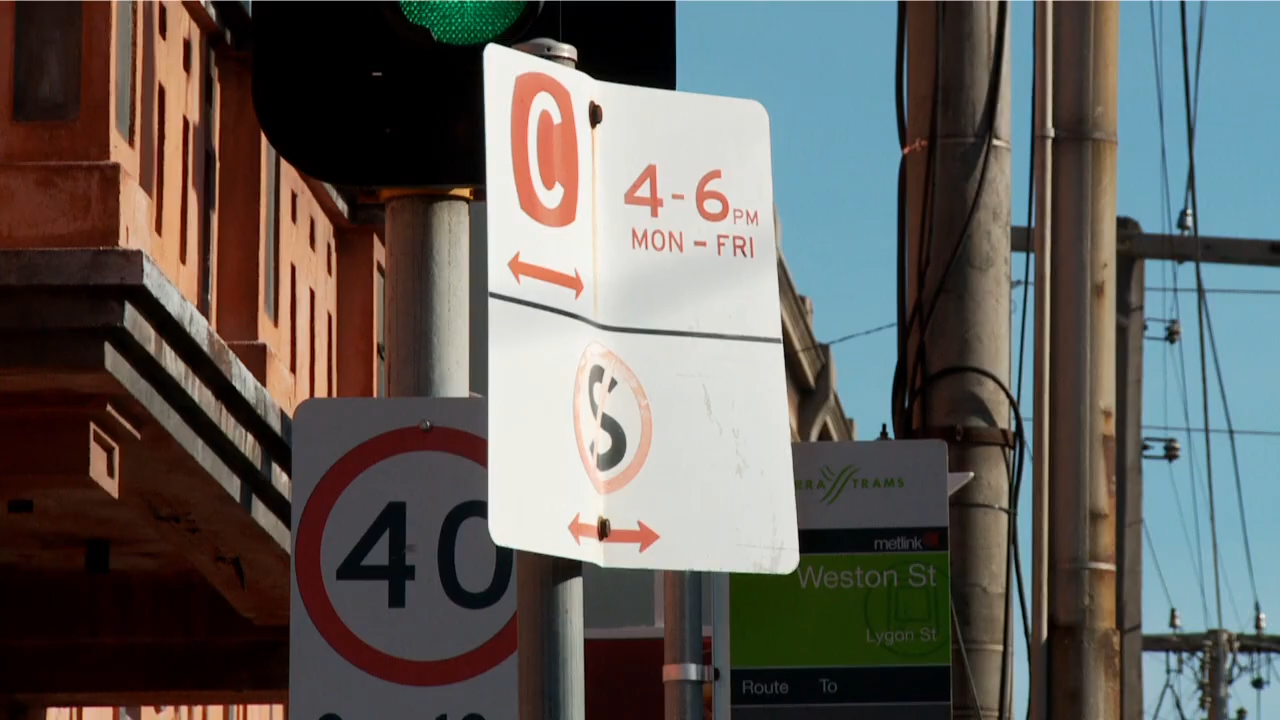 C
4-6PM
MON - FRI
S
40
TRAMS
metlink
Weston St
Lygon St
Route To